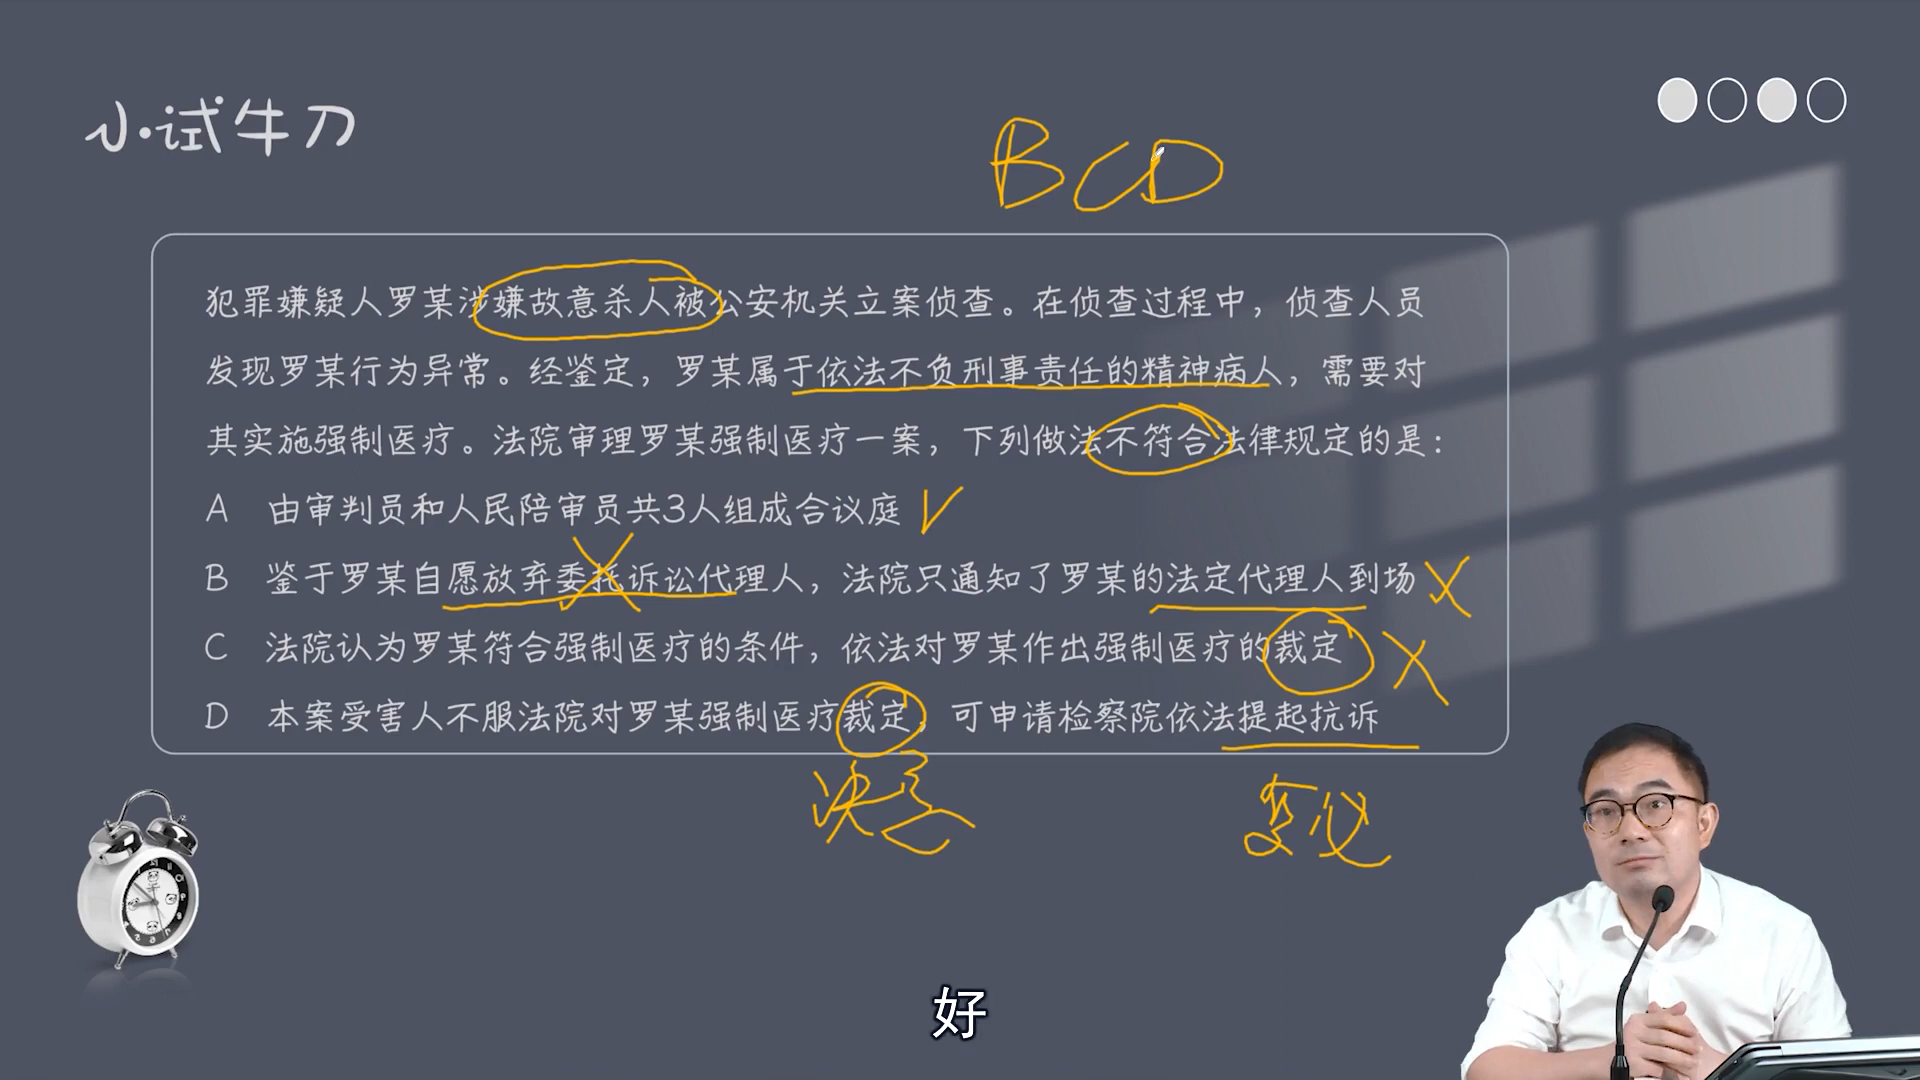 小试牛刀
BCD
犯罪嫌疑人罗某涉嫌故意杀人被公安机关立案侦查。在侦查过程中，侦查人员
发现罗某行为异常。经鉴定，罗某属于依法不负刑事责任的精神病人，需要对
其实施强制医疗。法院审理罗某强制医疗一案，下列做法不符合法律规定的是：
A 由审判员和人民陪审员共3人组成合议庭
B 鉴于罗某自愿放弃委托诉讼代理人，法院只通知了罗某的法定代理人到场
C 法院认为罗某符合强制医疗的条件，依法对罗某作出强制医疗的裁定
D 本案受害人不服法院对罗某强制医疗裁定，可申请检察院依法提起抗诉
决定
复议
好